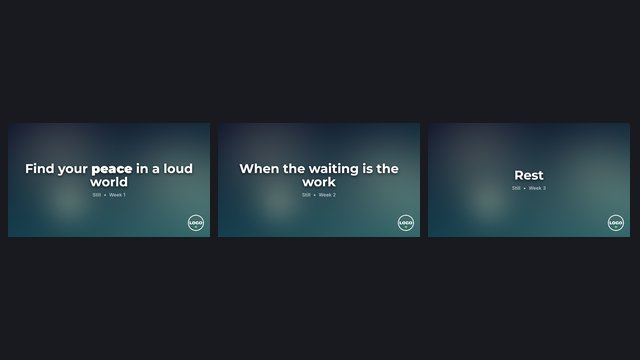 Find your peace in a loud
world
Still • Week 1
LOGO
When the waiting is the
work
Still • Week 2
LOGO
Rest
Still • Week 3
LOGO